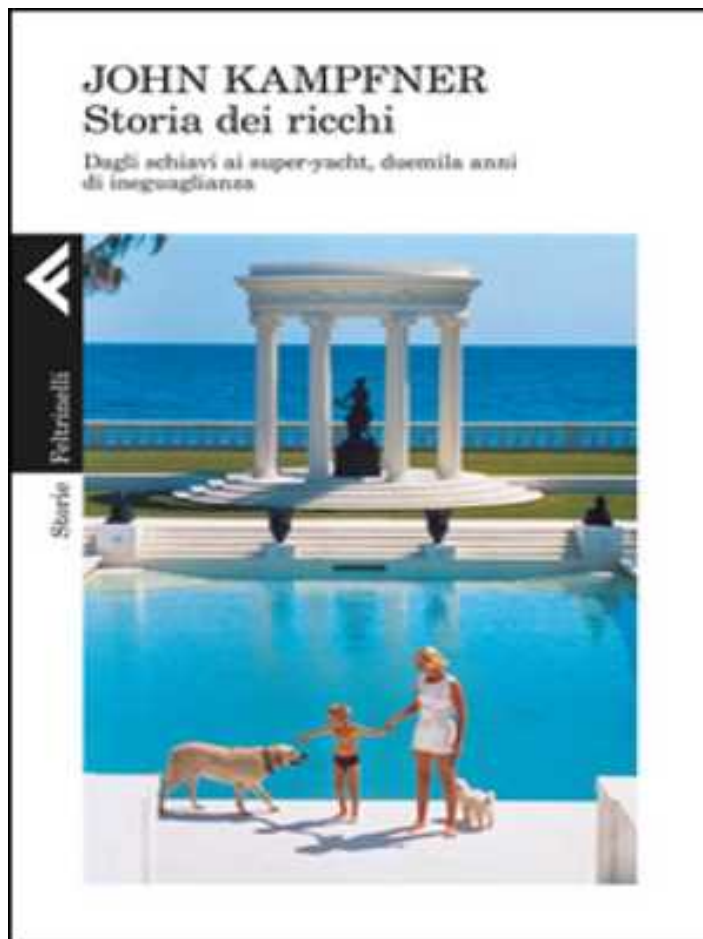 JOHN KAMPFNER
Storia dei ricchi
Dagli schiavi ai super-yacht, duemila anni
di ineguaglianza
Feltrinelli
Storie